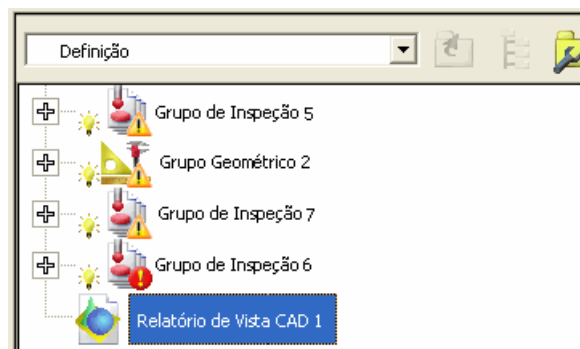 Definição
Grupo de Inspeção 5
Grupo Geométrico 2
Grupo de Inspeção 7
Grupo de Inspeção 6
Relatório de Vista CAD 1